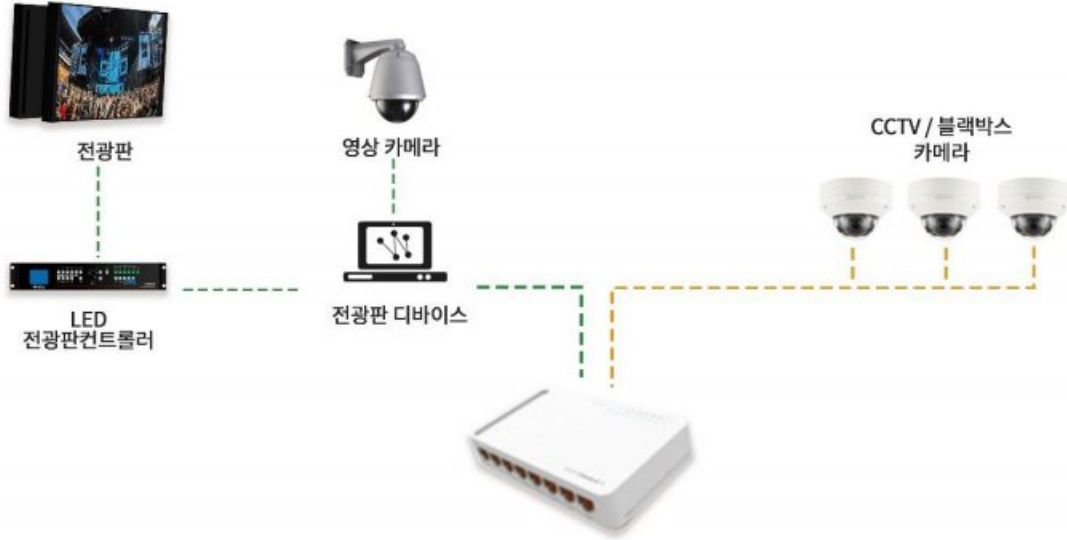 전광판
영상 카메라
CCTV / 블랙박스
카메라
LED
전광판컨트롤러
전광판 디바이스